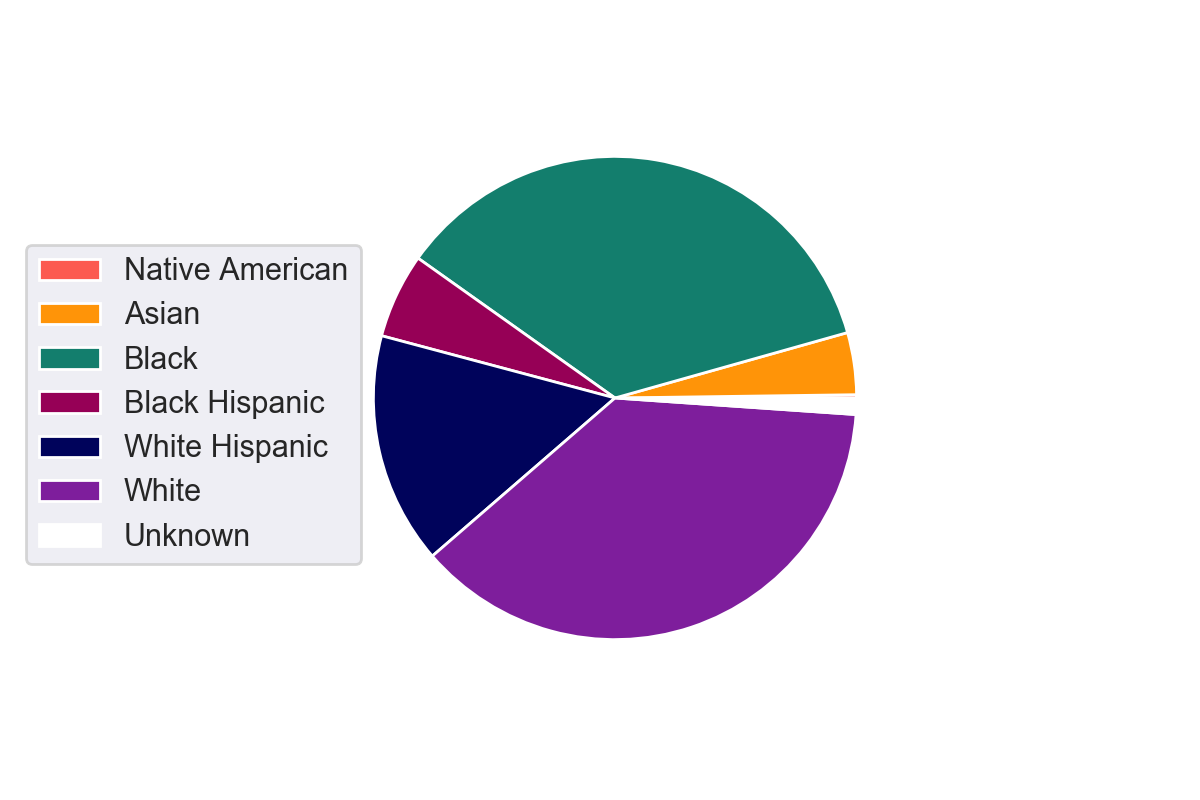 Native American
Asian
Black
Black Hispanic
White Hispanic
White
Unknown